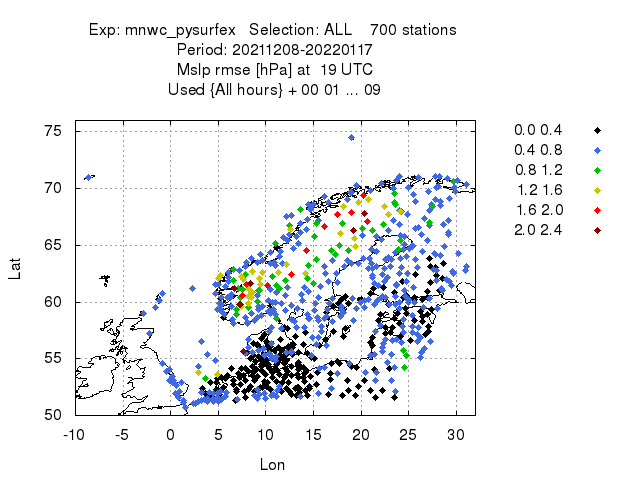 Exp: mnwc_pysurfex   Selection: ALL    700 stations
Period: 20211208-20220117
Mslp rmse [hPa] at  19 UTC
Used {All hours} + 00 01 ... 09
75
70
65
60
55
50
Lat
-10 -5 0 5 10 15 20 25 30
Lon
0.0 0.4
0.4 0.8
0.8 1.2
1.2 1.6
1.6 2.0
2.0 2.4